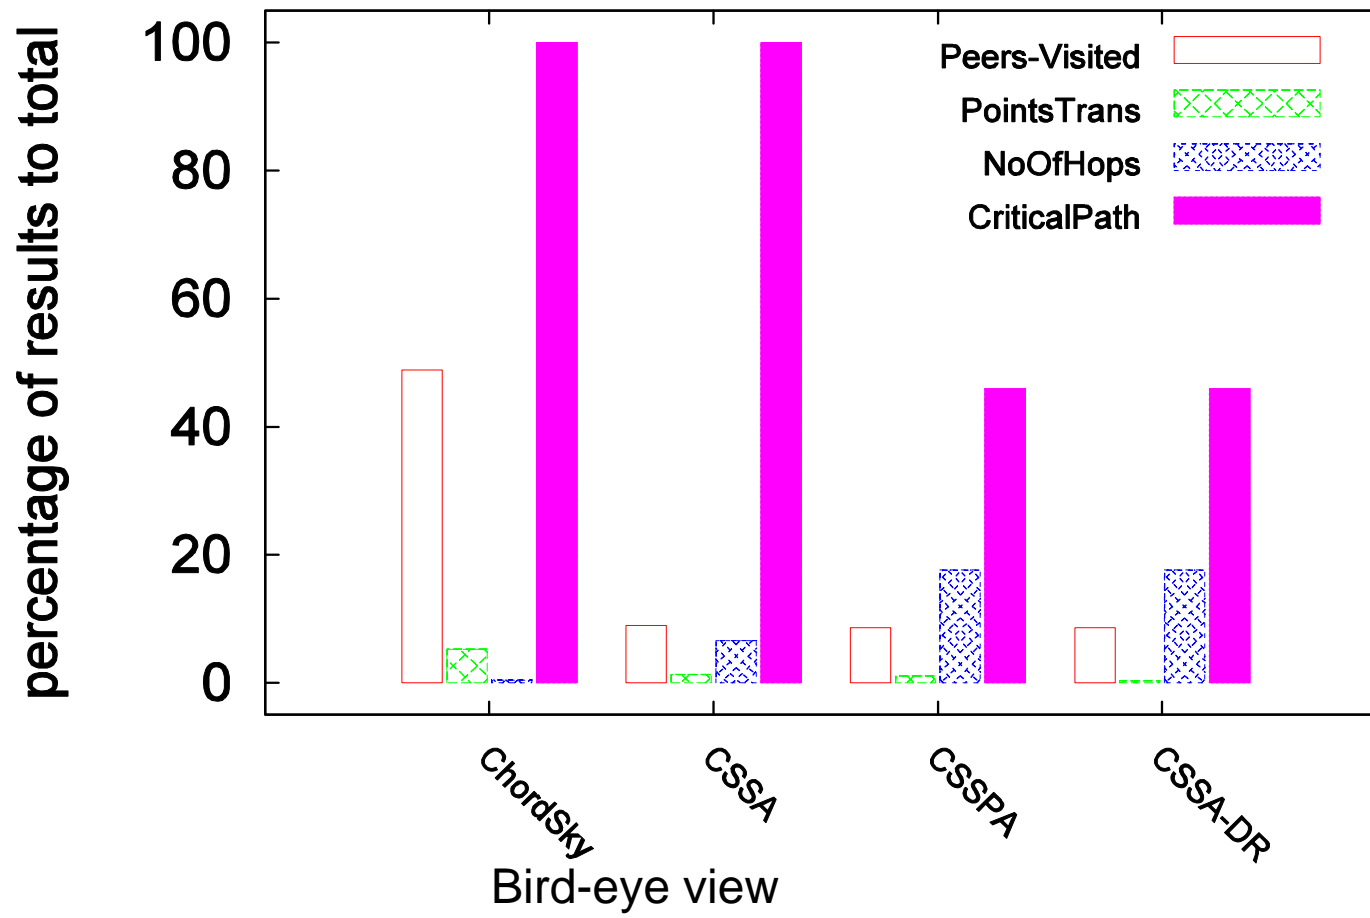 percentage of results to total
100
80
60
40
20
0
Peers-Visited
PointsTrans
NoOfHops
CriticalPath
ChordSky
CSSA
CSSPA
CSSA-DR
Bird-eye view